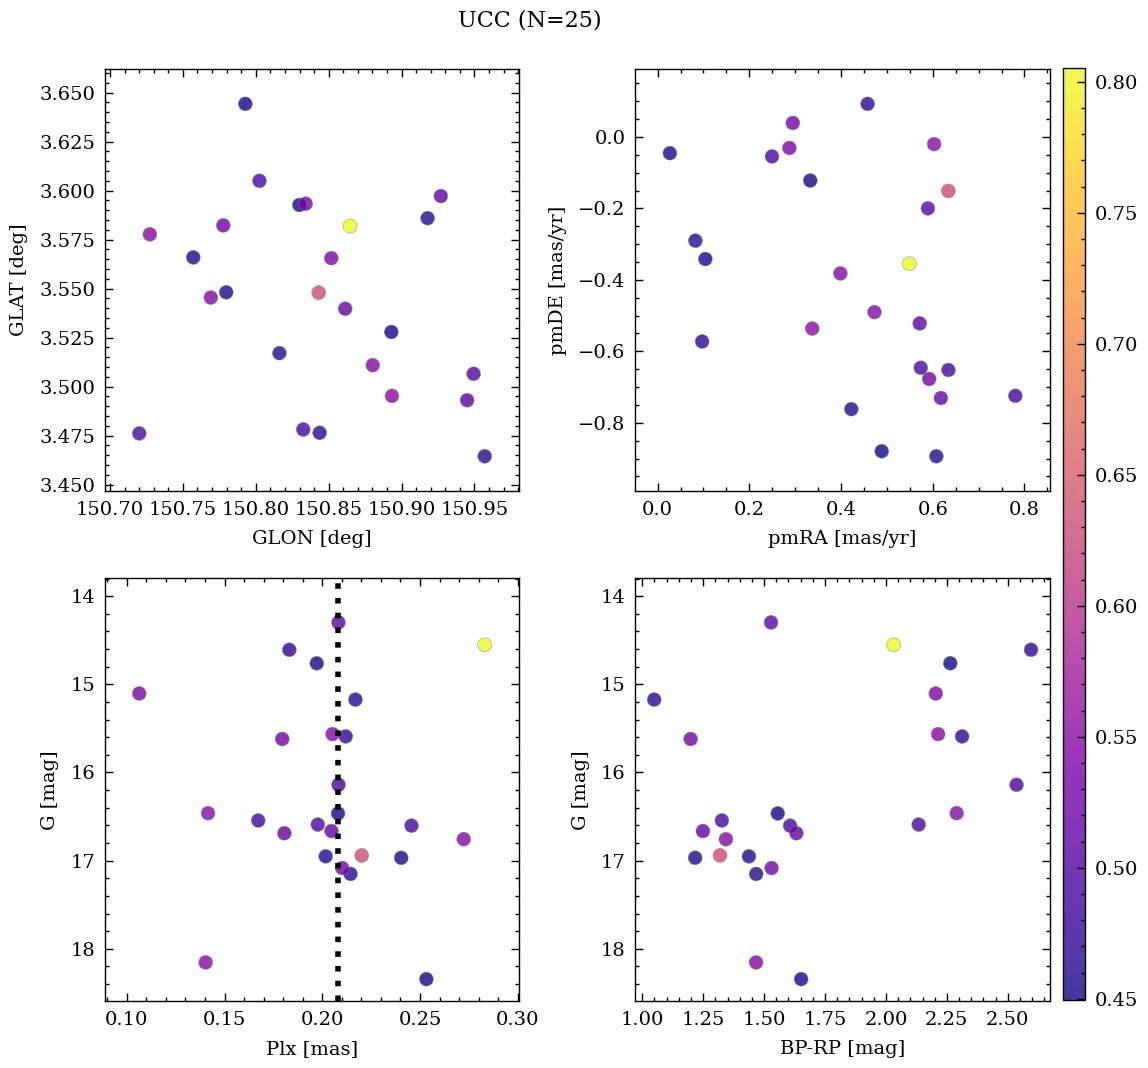 UCC (N=25)
3.650
3.625
3.600
3.575
3.550
3.525
3.500
3.475
3.450
GLAT [deg]
150.70 150.75 150.80 150.85 150.90 150.95
GLON [deg]
0.0
−0.2
−0.4
−0.6
−0.8
pmDE [mas/yr]
0.0 0.2 0.4 0.6 0.8
pmRA [mas/yr]
14
15
16
17
18
G [mag]
0.10 0.15 0.20 0.25 0.30
Plx [mas]
14
15
16
17
18
G [mag]
1.00 1.25 1.50 1.75 2.00 2.25 2.50
BP-RP [mag]
0.80
0.75
0.70
0.65
0.60
0.55
0.50
0.45